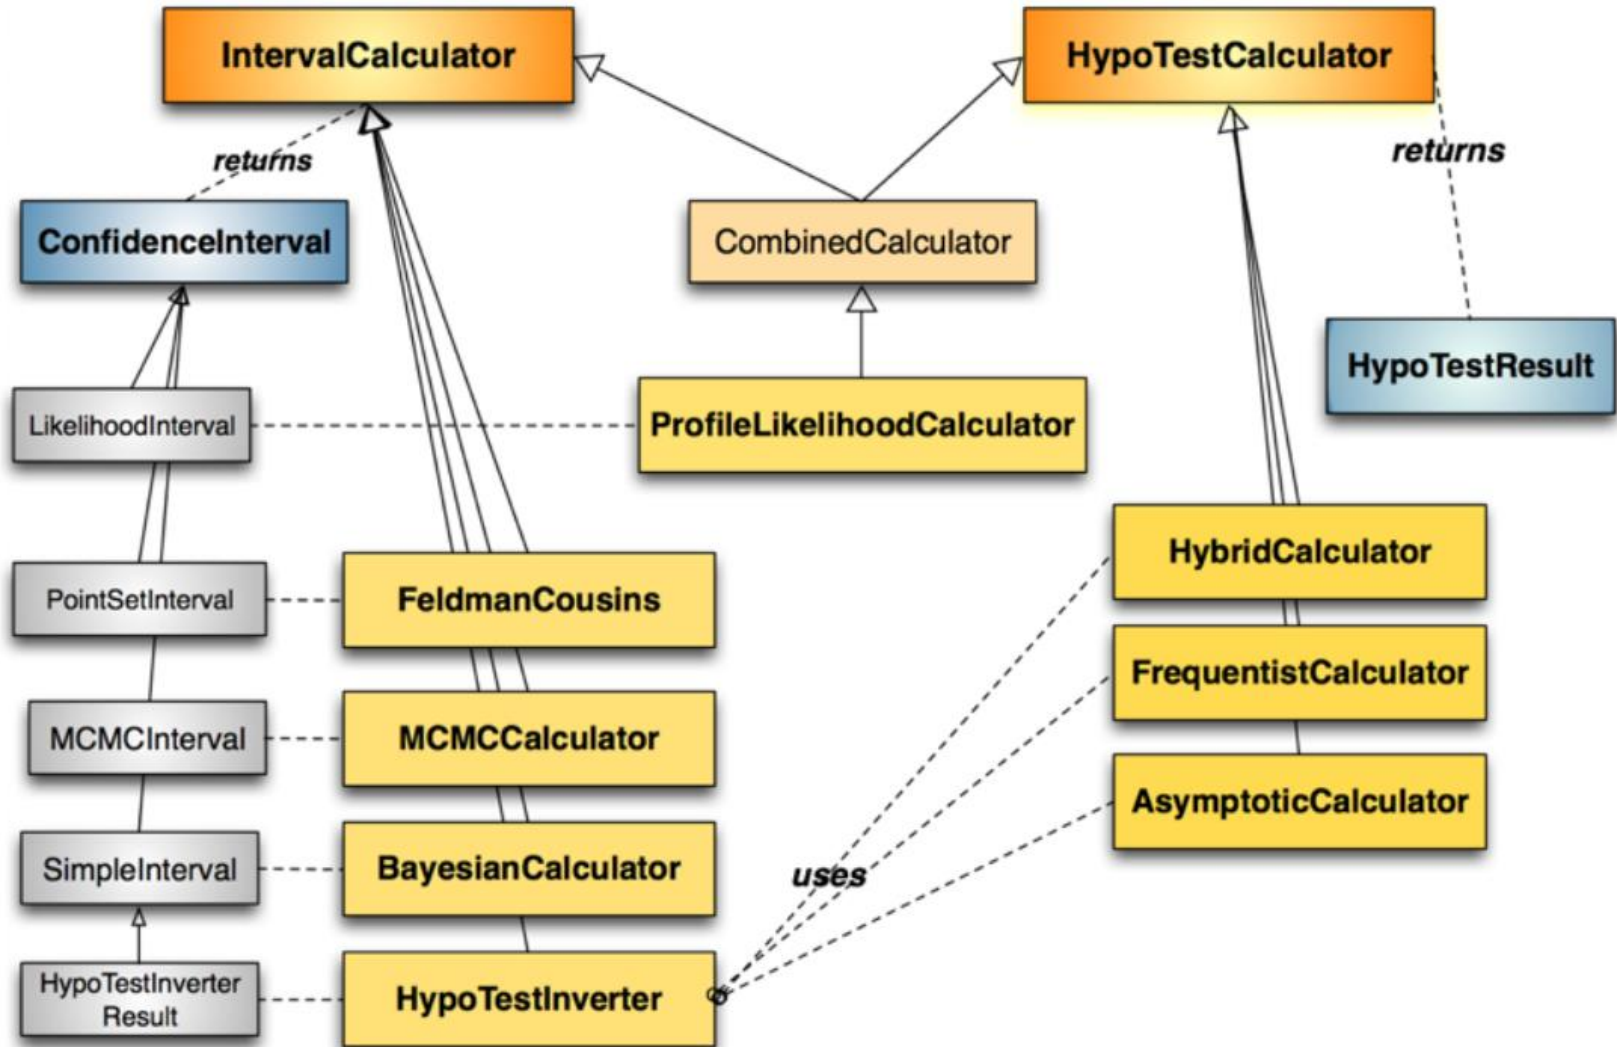 IntervalCalculator
HypoTestCalculator
returns
returns
ConfidenceInterval
CombinedCalculator
HypoTestResult
LikelihoodInterval
ProfileLikelihoodCalculator
HybridCalculator
PointSetInterval
FeldmanCousins
FrequentistCalculator
MCMCInterval
MCMCCalculator
AsymptoticCalculator
SimpleInterval
BayesianCalculator
uses
HypoTestInverter
Result
HypoTestInverter